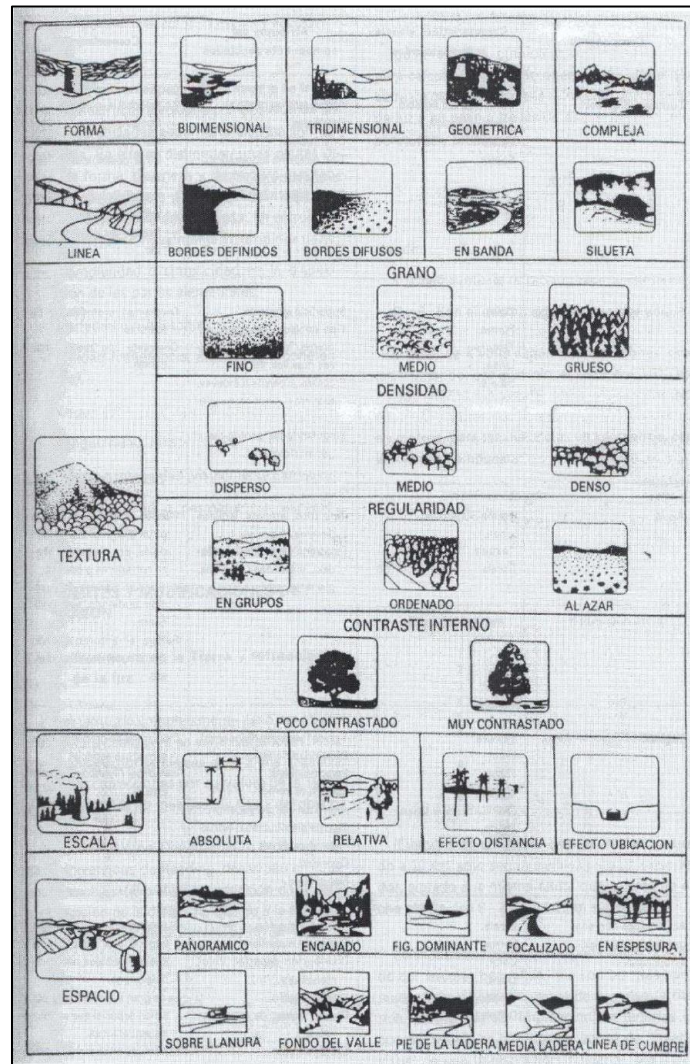 FORMA BIDIMENSIONAL TRIDIMENSIONAL GEOMETRICA COMPLEJA
LINEA BORDES DEFINIDOS BORDES DIFUSOS EN BANDA SILUETA
GRANO
FINO MEDIO GRUESO
DENSIDAD
DISPERSO MEDIO DENSO
REGULARIDAD
TEXTURA
EN GRUPOS ORDENADO AL AZAR
CONTRASTE INTERNO
POCO CONTRASTADO MUY CONTRASTADO
ESCALA ABSOLUTA RELATIVA EFECTO DISTANCIA EFECTO UBICACION
PANORAMICO ENCAJADO FIG. DOMINANTE FOCALIZADO EN ESPESURA
ESPACIO
SOBRE LLANURA FONDO DEL VALLE PIE DE LA LADERA MEDIA LADERA LINEA DE CUMBRE